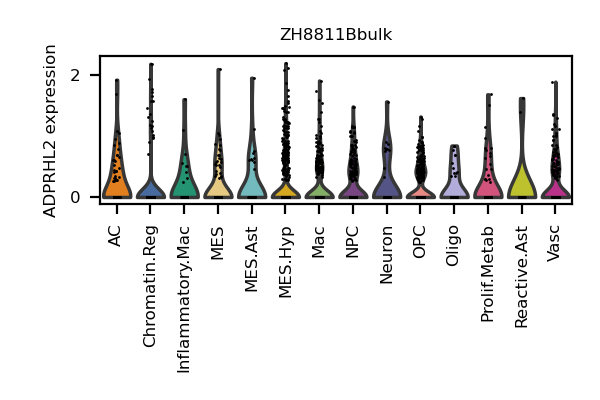 ZH8811Bbulk
ADPRHL2 expression
2
0
AC
Chromatin.Reg
Inflammatory.Mac
MES
MES.Ast
MES.Hyp
Mac
NPC
Neuron
OPC
Oligo
Prolif.Metab
Reactive.Ast
Vasc